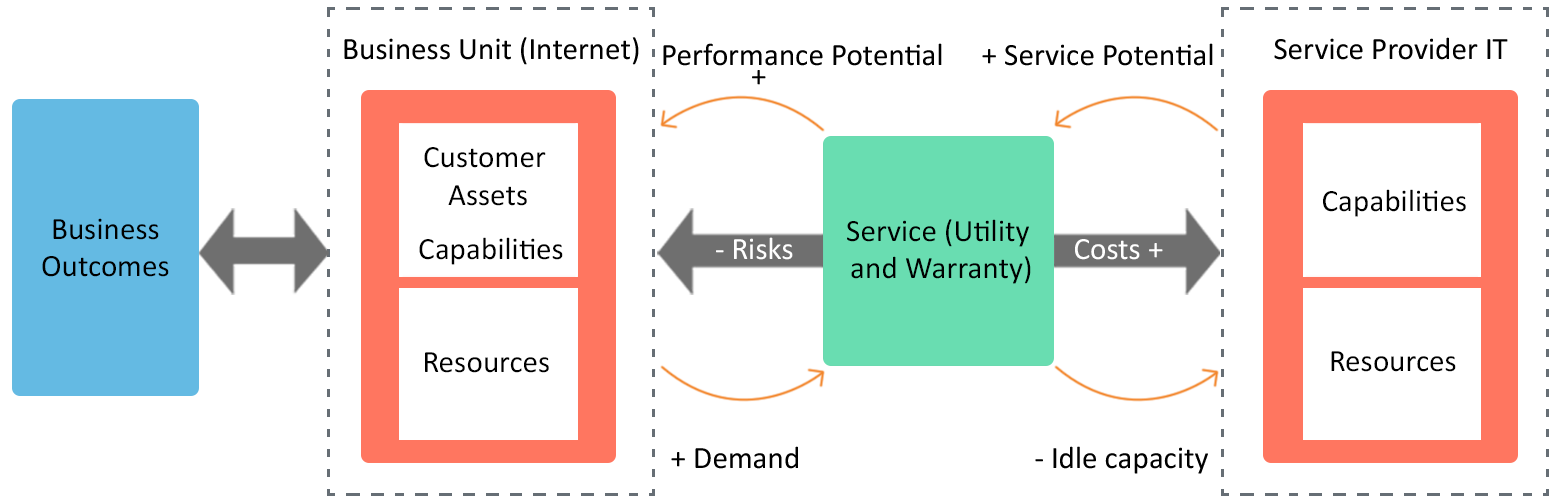 Business Unit (Internet)
Performance Potential
+
+ Service Potential
Service Provider IT
Business
Outcomes
Customer
Assets
Capabilities
Resources
- Risks
Service (Utility
and Warranty)
Costs +
Capabilities
Resources
+ Demand
- Idle capacity